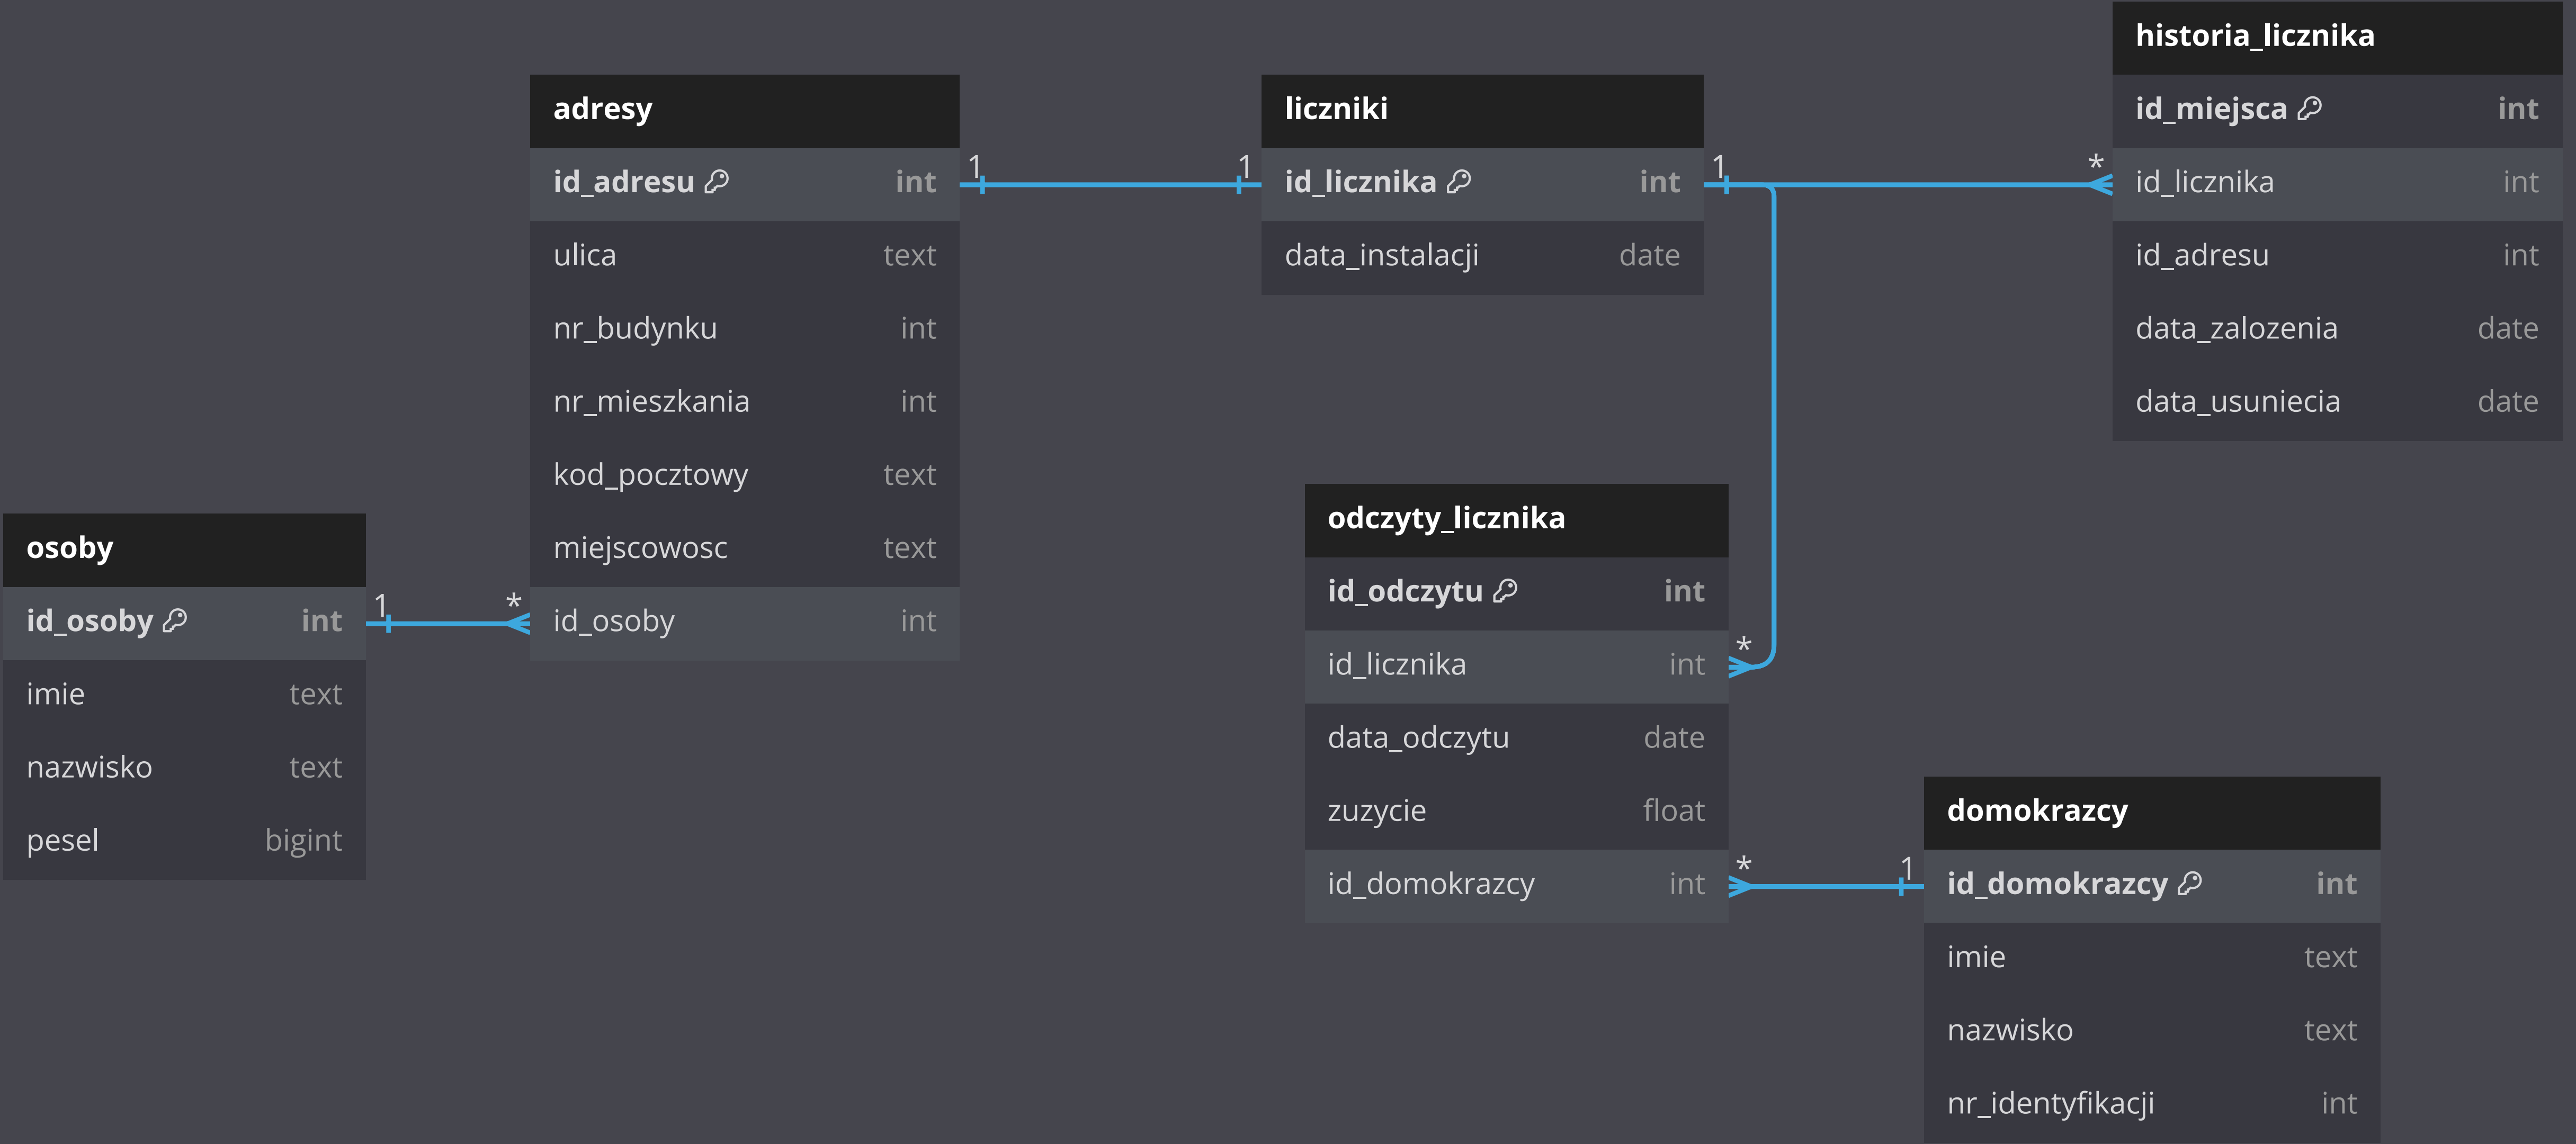 historia_licznika
id_miejsca int
id_licznika int
id_adresu int
data_zalozenia date
data_usuniecia date
adresy
id_adresu int
ulica text
nr_budynku int
nr_mieszkania int
kod_pocztowy text
miejscowosc text
id_osoby int
liczniki
id_licznika int
data_instalacji date
1 1 1 *
osoby
id_osoby int
imie text
nazwisko text
pesel bigint
1 *
odczyty_licznika
id_odczytu int
id_licznika int
data_odczytu date
zuzycie float
id_domokrazcy int
*
* 1
domokrazcy
id_domokrazcy int
imie text
nazwisko text
nr_identyfikacji int